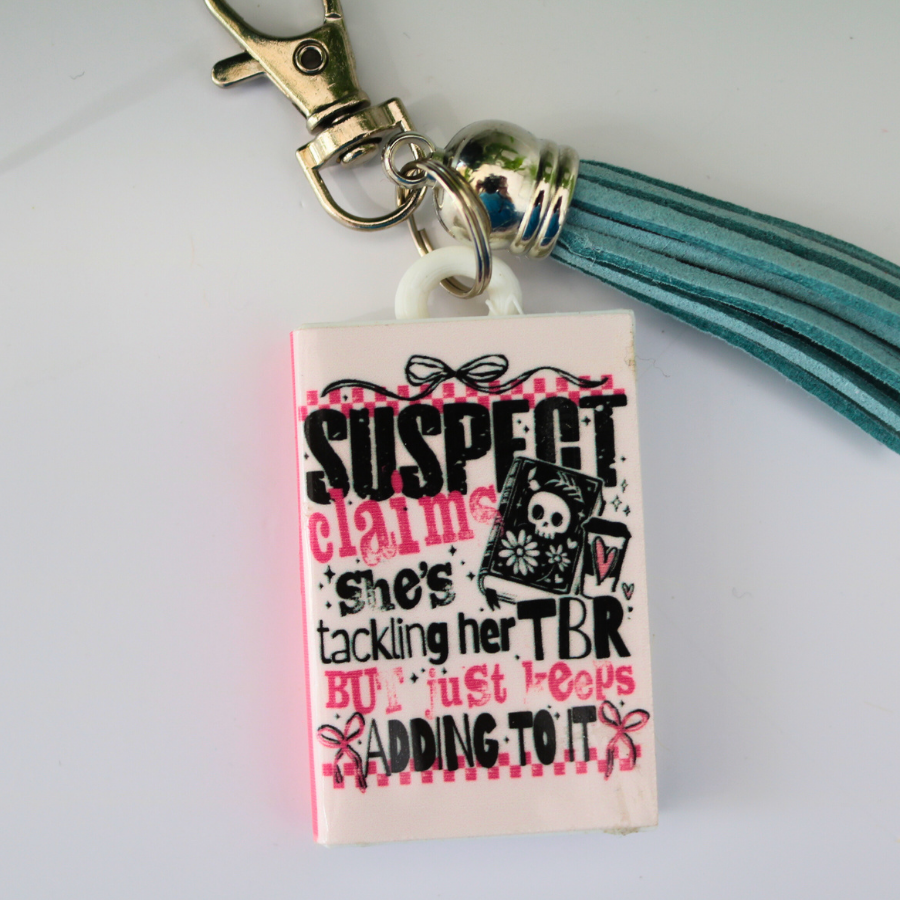 SUSPECT
claims
she's
tackling her TBR
BUT just keeps
ADDING TO IT